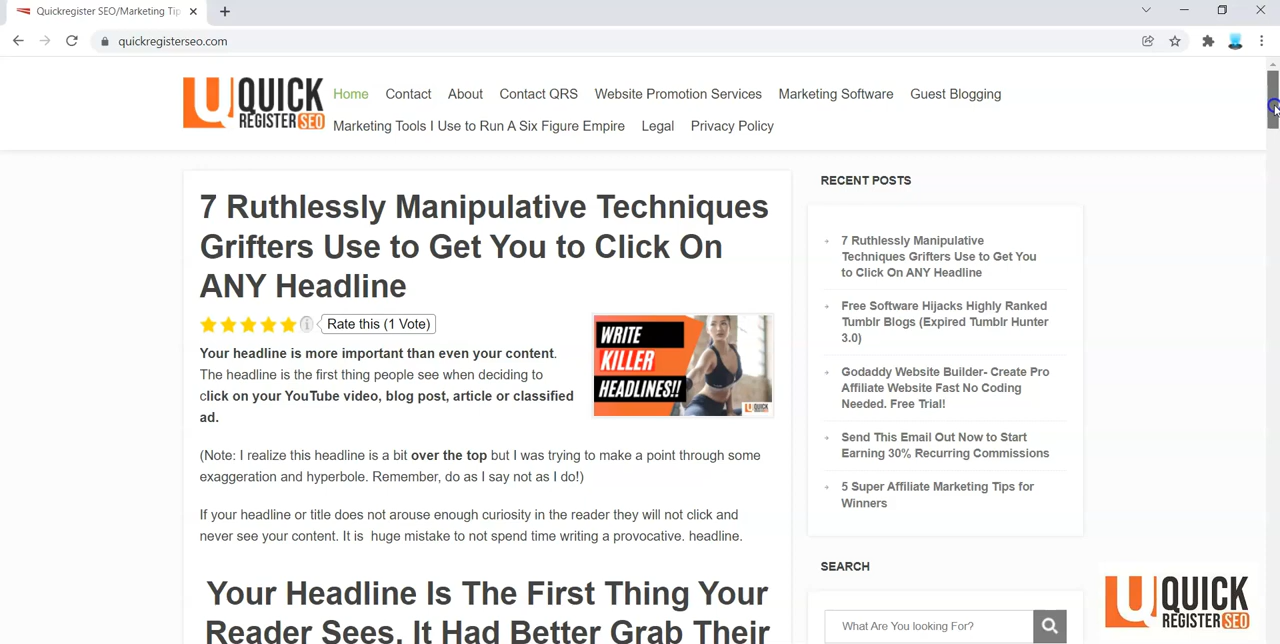 Quickregister SEO/Marketing Tip
quickregisterseo.com
QUICK
REGISTER SEO
Home Contact About Contact QRS Website Promotion Services Marketing Software Guest Blogging
Marketing Tools I Use to Run A Six Figure Empire Legal Privacy Policy
7 Ruthlessly Manipulative Techniques
Grifters Use to Get You to Click On
ANY Headline
Rate this (1 Vote)
Your headline is more important than even your content.
The headline is the first thing people see when deciding to
click on your YouTube video, blog post, article or classified
ad.
WRITE
KILLER
HEADLINES!!
QUICK
(Note: I realize this headline is a bit over the top but I was trying to make a point through some
exaggeration and hyperbole. Remember, do as I say not as I do!)
If your headline or title does not arouse enough curiosity in the reader they will not click and
never see your content. It is  huge mistake to not spend time writing a provocative. headline.
Your Headline Is The First Thing Your
Reader Sees. It Had Better Grab Their
RECENT POSTS
7 Ruthlessly Manipulative
Techniques Grifters Use to Get You
to Click On ANY Headline
Free Software Hijacks Highly Ranked
Tumblr Blogs (Expired Tumblr Hunter
3.0)
Godaddy Website Builder- Create Pro
Affiliate Website Fast No Coding
Needed. Free Trial!
Send This Email Out Now to Start
Earning 30% Recurring Commissions
5 Super Affiliate Marketing Tips for
Winners
SEARCH
What Are You looking For?
QUICK
REGISTER SEO